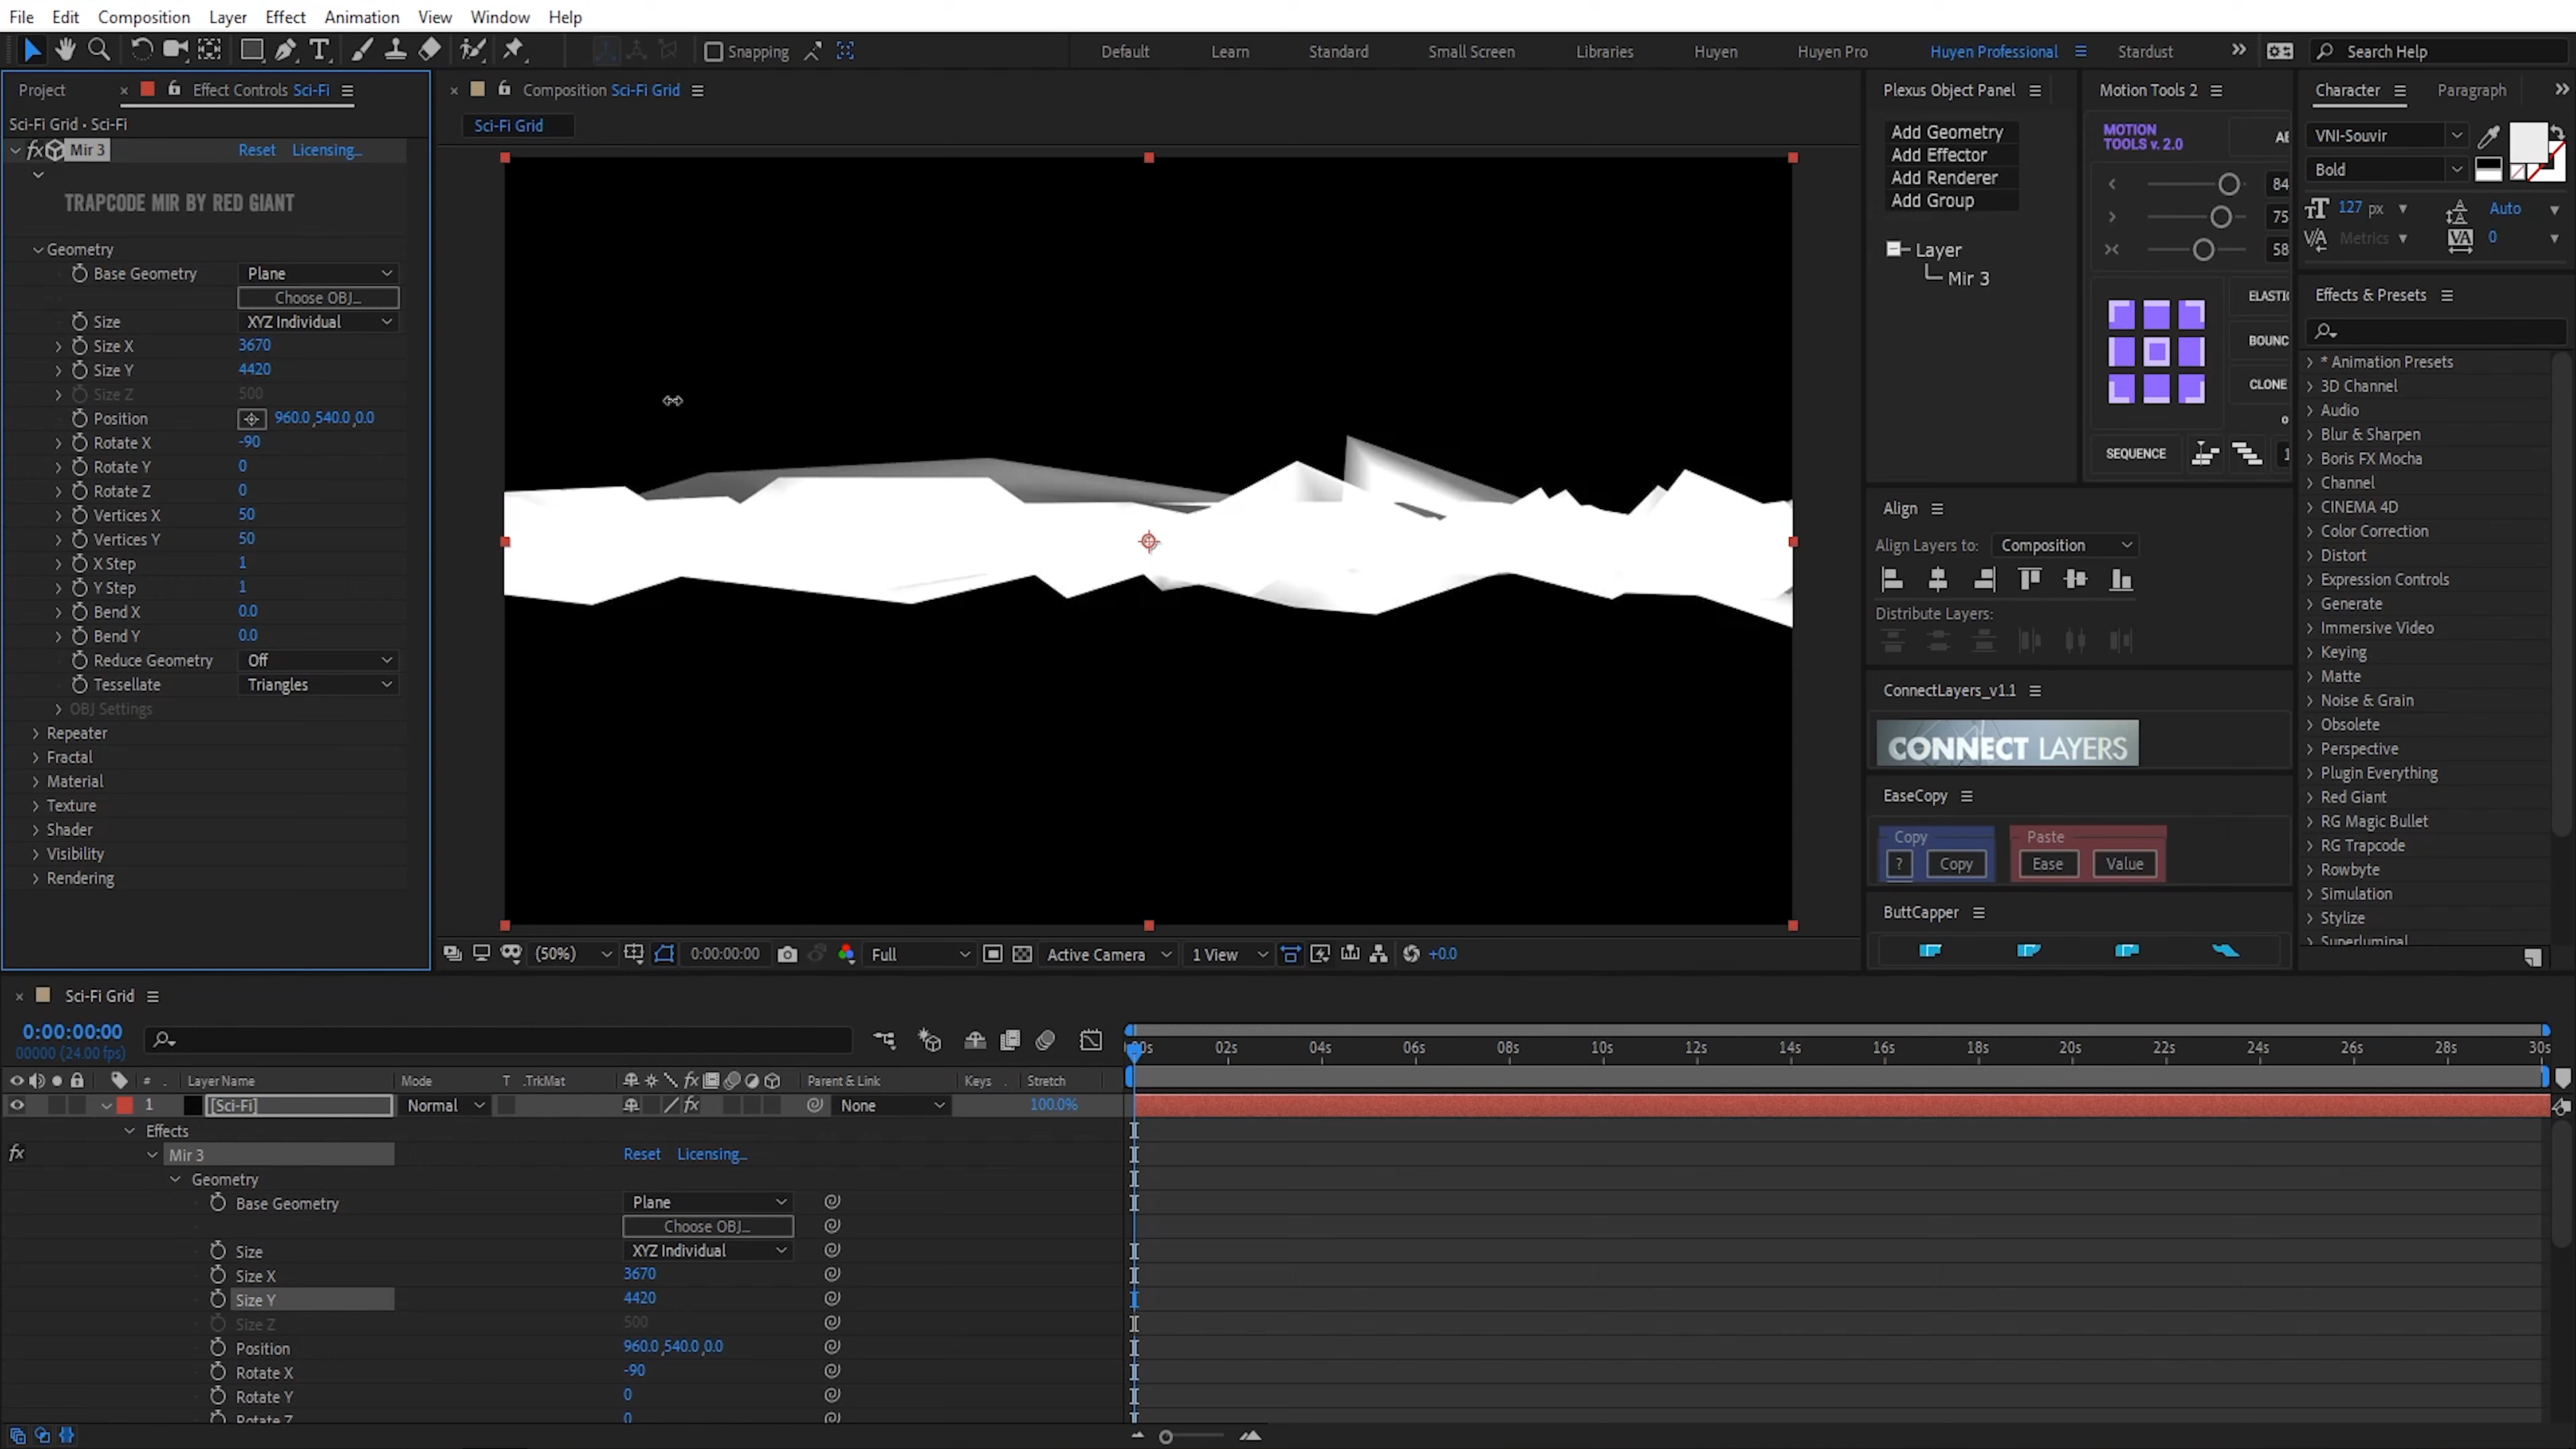 File Edit Composition Layer Effect Animation View Window Help
Snapping Default Learn Standard Small Screen Libraries Huyen Huyen Pro Huyen Professional Stardust Search Help
Project Effect Controls Sci-Fi
Sci-Fi Grid • Sci-Fi
fx Mir 3 Reset Licensing...
TRAPCODE MIR BY RED GIANT
Geometry
Base Geometry Plane
Choose OBJ...
Size XYZ Individual
Size X 3670
Size Y 4420
Size Z 500
Position 960.0,540.0,0.0
Rotate X -90
Rotate Y 0
Rotate Z 0
Vertices X 50
Vertices Y 50
X Step 1
Y Step 1
Bend X 0.0
Bend Y 0.0
Reduce Geometry Off
Tessellate Triangles
OBJ Settings
Repeater
Fractal
Material
Texture
Shader
Visibility
Rendering
Composition Sci-Fi Grid
Sci-Fi Grid
(50%) 0:00:00:00 Full Active Camera 1 View +0.0
Plexus Object Panel
Add Geometry
Add Effector
Add Renderer
Add Group
Layer
Mir 3
Motion Tools 2
MOTION
TOOLS v. 2.0
84
75
58
BOUNC
CLONE
SEQUENCE
Align
Align Layers to: Composition
Distribute Layers:
ConnectLayers_v1.1
CONNECT LAYERS
EaseCopy
Copy Paste
? Copy Ease Value
ButtCapper
Character Paragraph
VNI-Souvir
Bold
127 px Auto
Metrics 0
Effects & Presets
* Animation Presets
3D Channel
Audio
Blur & Sharpen
Boris FX Mocha
Channel
CINEMA 4D
Color Correction
Distort
Expression Controls
Generate
Immersive Video
Keying
Matte
Noise & Grain
Obsolete
Perspective
Plugin Everything
Red Giant
RG Magic Bullet
RG Trapcode
Rowbyte
Simulation
Stylize
Superluminal
Sci-Fi Grid
0:00:00:00
00000 (24.00 fps)
02s 04s 06s 08s 10s 12s 14s 16s 18s 20s 22s 24s 26s 28s 30s
# Layer Name Mode T .TrkMat Parent & Link Keys Stretch
1 [Sci-Fi] Normal None 100.0%
Effects
fx Mir 3 Reset Licensing...
Geometry
Base Geometry Plane
Choose OBJ...
Size XYZ Individual
Size X 3670
Size Y 4420
Size Z 500
Position 960.0,540.0,0.0
Rotate X -90
Rotate Y 0
Rotate Z 0